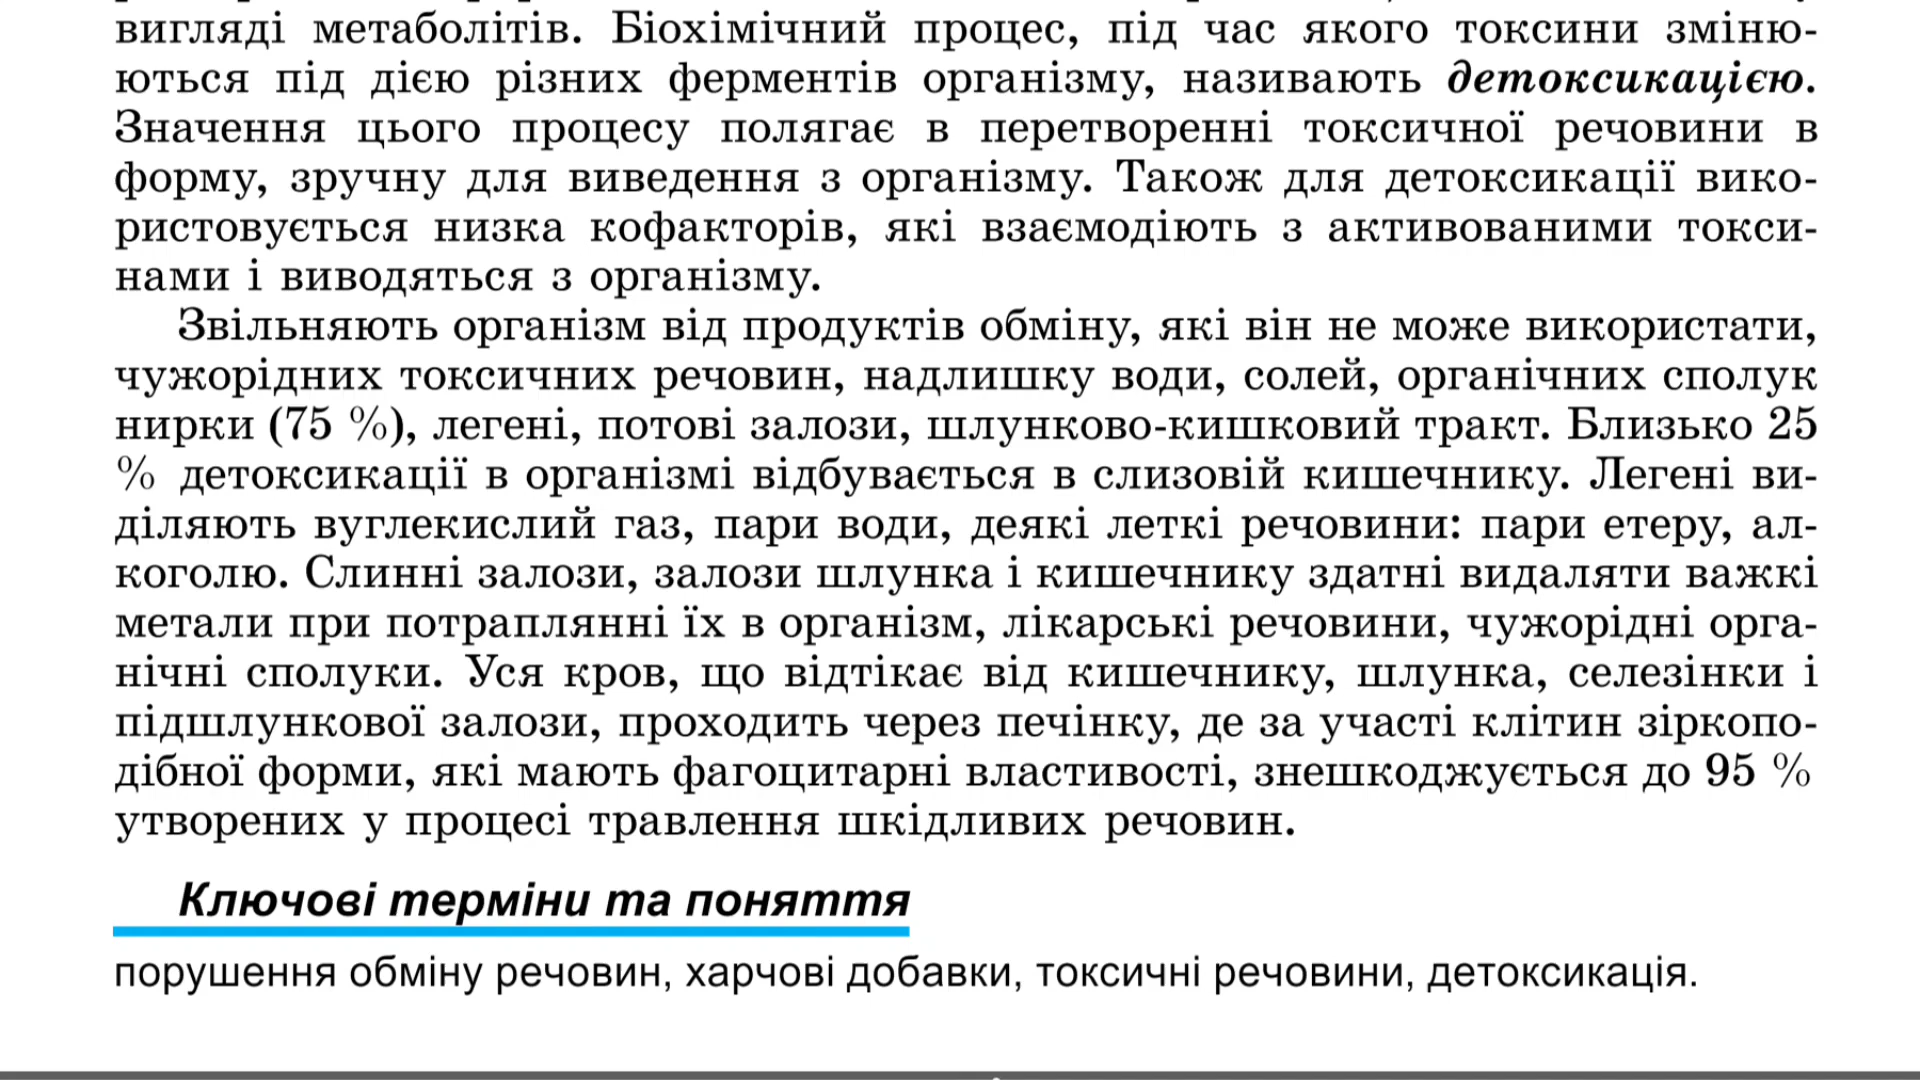 вигляді метаболітів. Біохімічний процес, під час якого токсини зміню-
ються під дією різних ферментів організму, називають детоксикацією.
Значення цього процесу полягає в перетворенні токсичної речовини в
форму, зручну для виведення з організму. Також для детоксикації вико-
ристовується низка кофакторів, які взаємодіють з активованими токси-
нами і виводяться з організму.
Звільняють організм від продуктів обміну, які він не може використати,
чужорідних токсичних речовин, надлишку води, солей, органічних сполук
нирки (75 %), легені, потові залози, шлунково-кишковий тракт. Близько 25
% детоксикації в організмі відбувається в слизовій кишечнику. Легені ви-
діляють вуглекислий газ, пари води, деякі леткі речовини: пари етеру, ал-
коголю. Слинні залози, залози шлунка і кишечнику здатні видаляти важкі
метали при потраплянні їх в організм, лікарські речовини, чужорідні орга-
нічні сполуки. Уся кров, що відтікає від кишечнику, шлунка, селезінки і
підшлункової залози, проходить через печінку, де за участі клітин зіркопо-
дібної форми, які мають фагоцитарні властивості, знешкоджується до 95 %
утворених у процесі травлення шкідливих речовин.
Ключові терміни та поняття
порушення обміну речовин, харчові добавки, токсичні речовини, детоксикація.